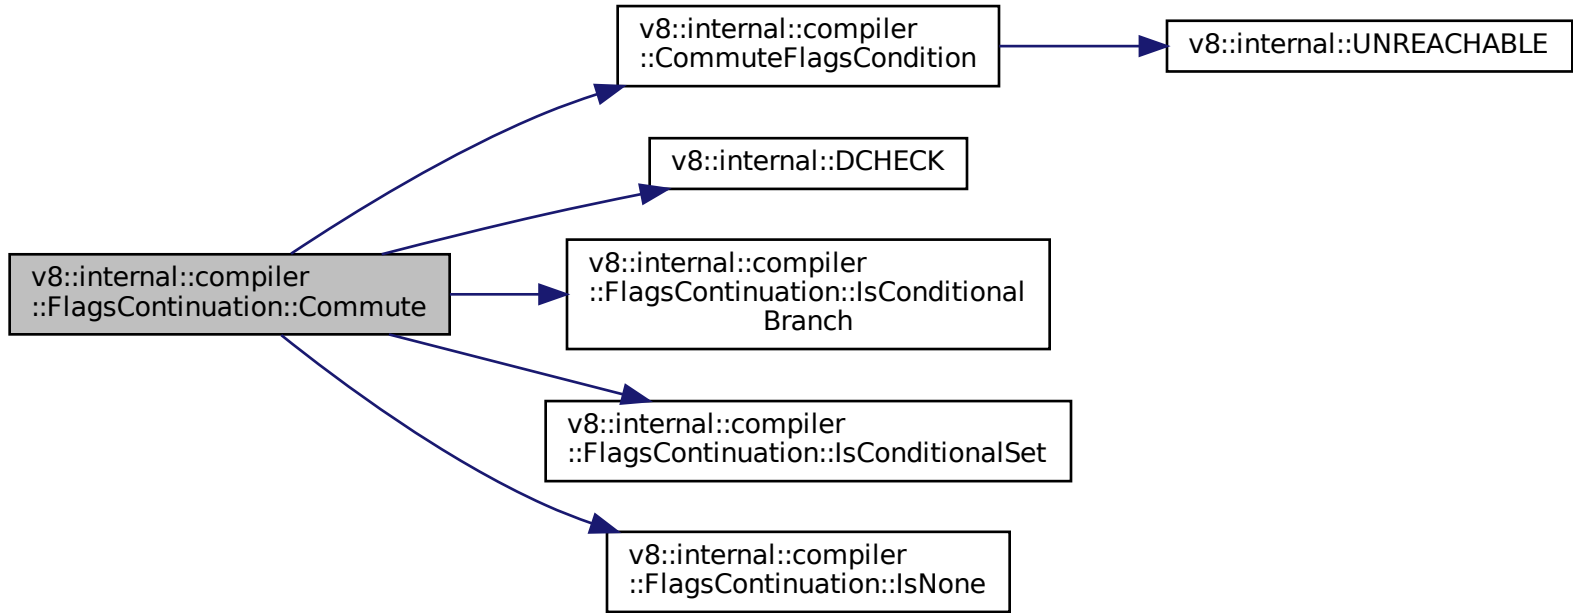 v8::internal::compiler
::CommuteFlagsCondition
v8::internal::UNREACHABLE
v8::internal::DCHECK
v8::internal::compiler
::FlagsContinuation::Commute
v8::internal::compiler
::FlagsContinuation::IsConditional
Branch
v8::internal::compiler
::FlagsContinuation::IsConditionalSet
v8::internal::compiler
::FlagsContinuation::IsNone